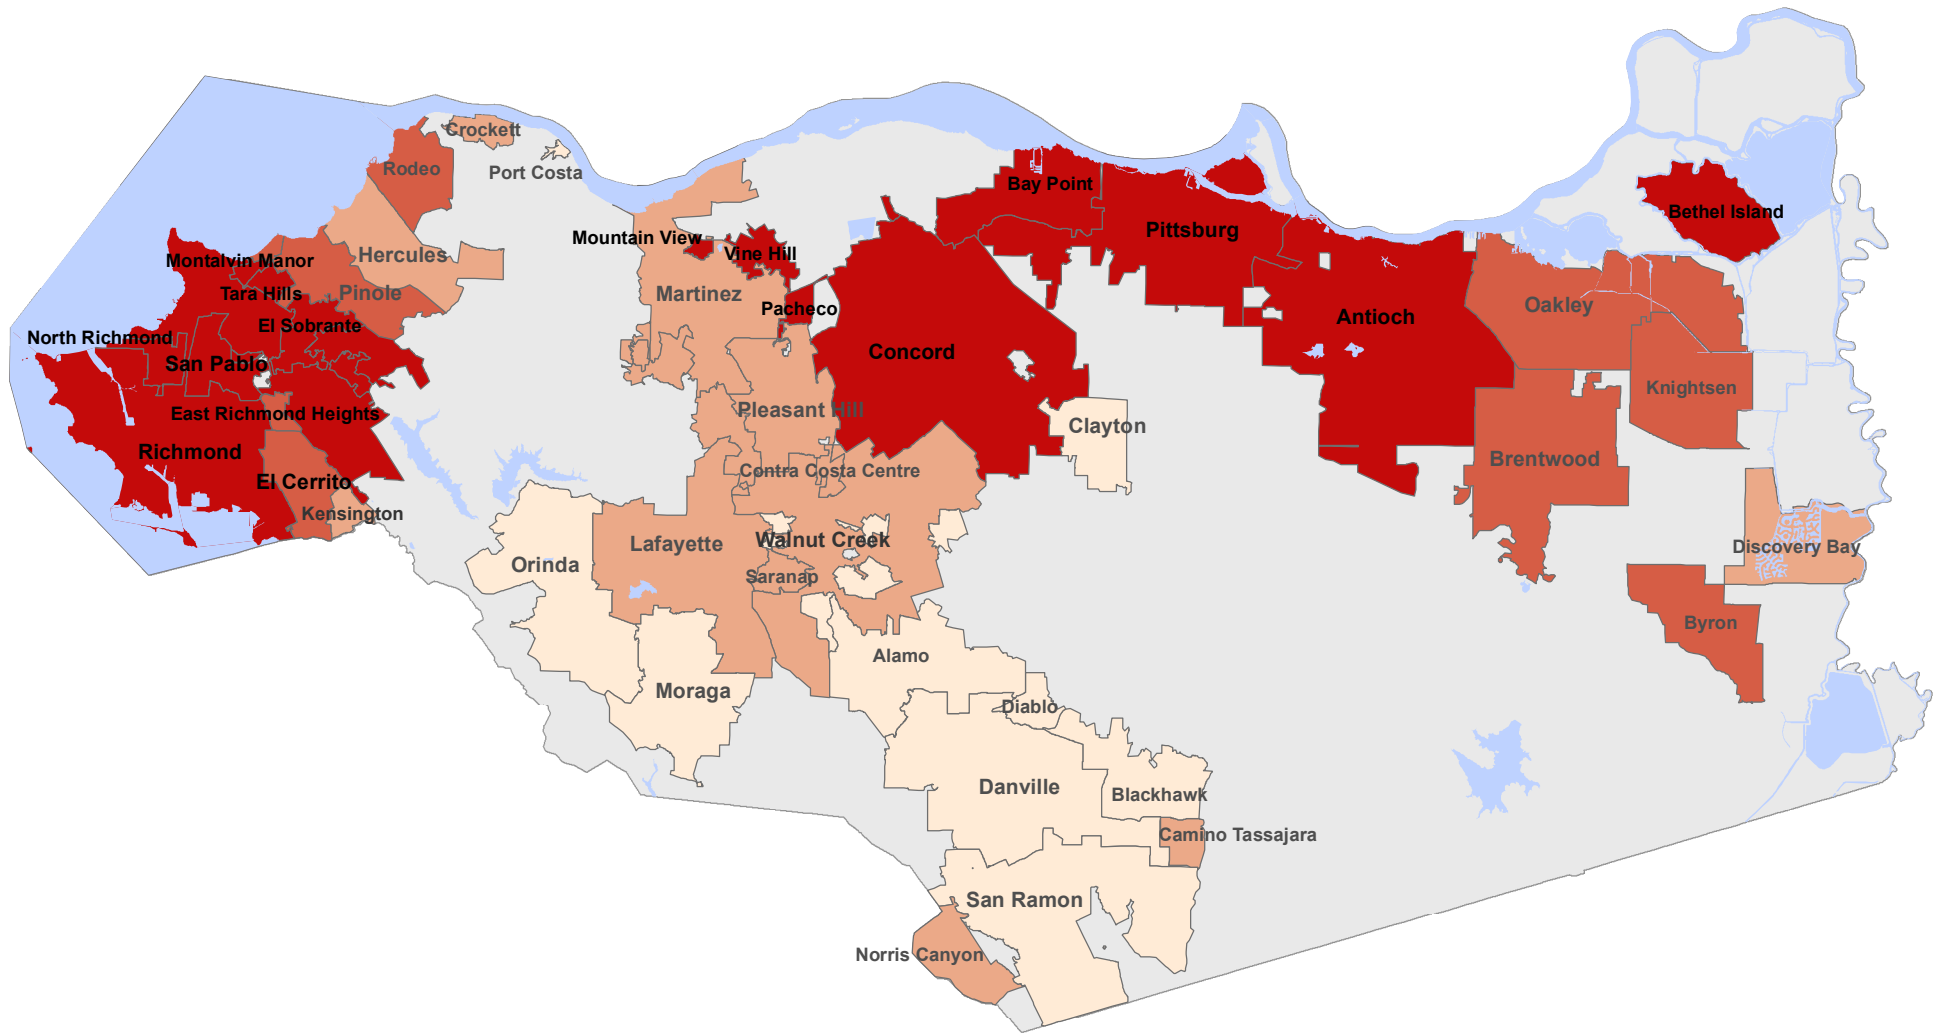 Crockett
Rodeo
Port Costa
Bay Point
Bethel Island
Pittsburg
Mountain View
Vine Hill
Hercules
Montalvin Manor
Tara Hills
Pinole
Martinez
Pacheco
Oakley
Antioch
El Sobrante
North Richmond
San Pablo
Concord
Knightsen
Pleasant Hill
East Richmond Heights
Clayton
Richmond
Brentwood
Contra Costa Centre
El Cerrito
Kensington
Walnut Creek
Lafayette
Discovery Bay
Orinda
Saranap
Byron
Alamo
Moraga
Diablo
Danville
Blackhawk
Camino Tassajara
San Ramon
Norris Canyon